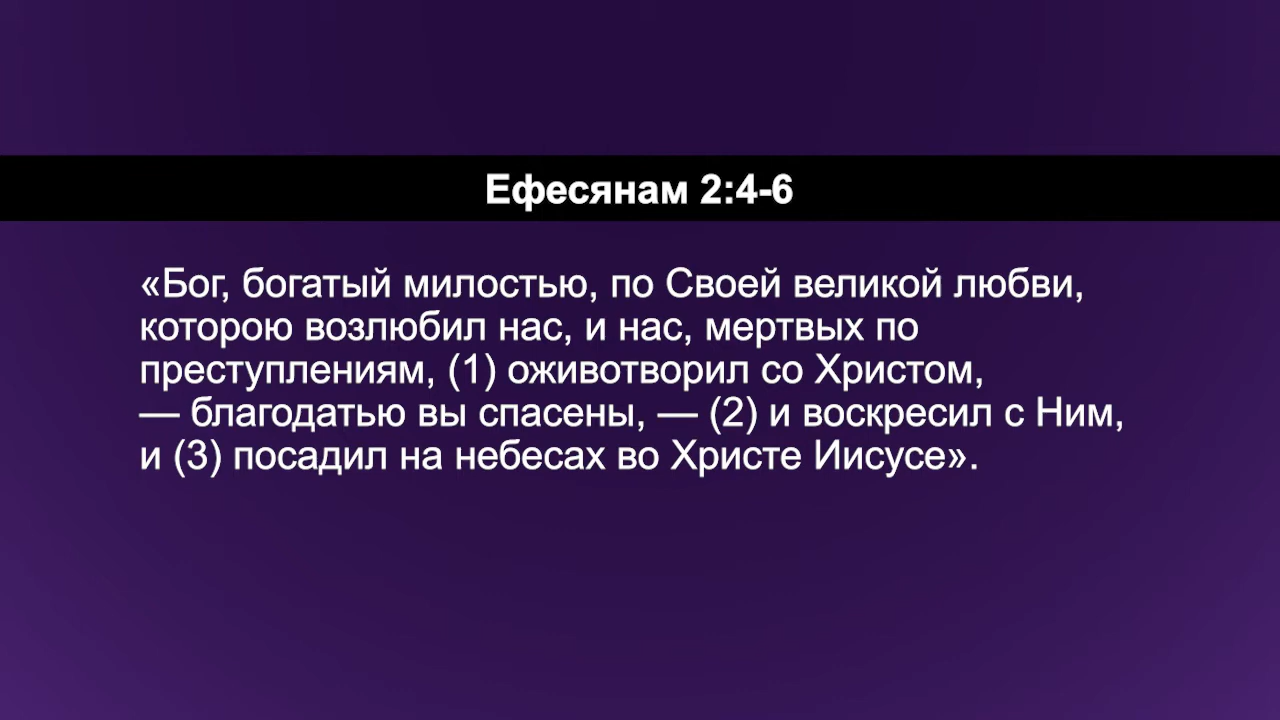 Ефесянам 2:4-6
«Бог, богатый милостью, по Своей великой любви,
которою возлюбил нас, и нас, мертвых по
преступлениям, (1) оживотворил со Христом,
— благодатью вы спасены, — (2) и воскресил с Ним,
и (3) посадил на небесах во Христе Иисусе».